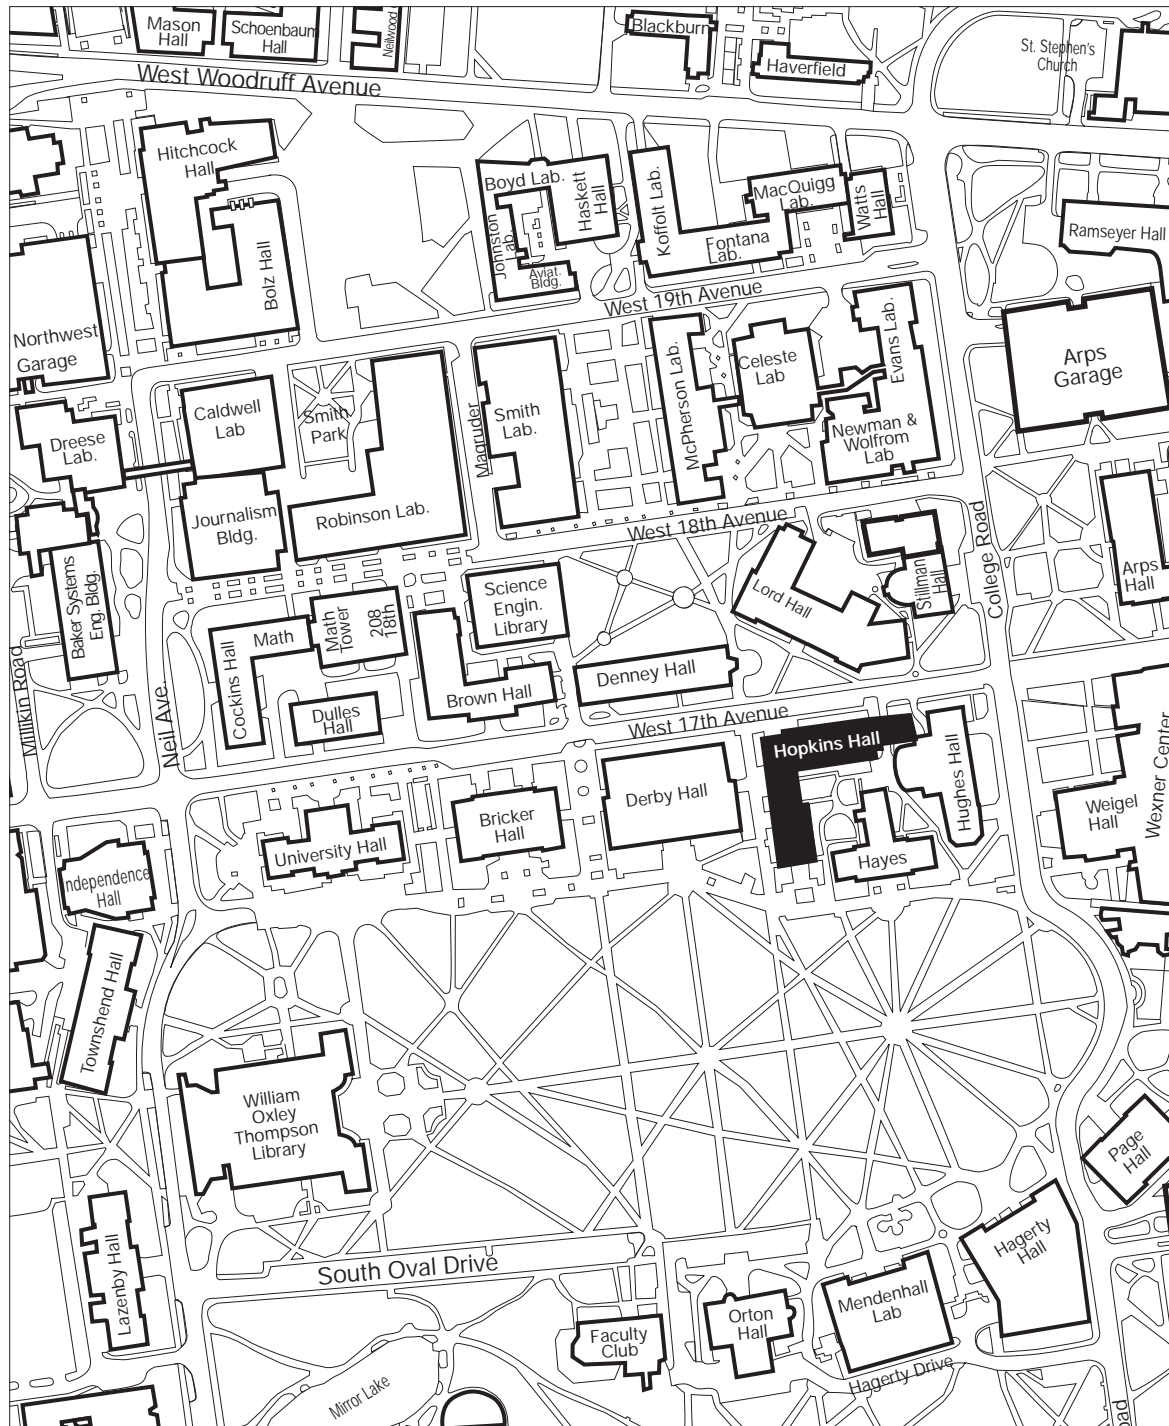 Mason
Hall
Schoenbaum
Hall
Neilwood
Blackburn
Haverfield
St. Stephen's
Church
West Woodruff Avenue
Hitchcock
Hall
Boyd Lab.
Haskett
Hall
Johnston
Lab.
Aviat.
Bldg.
Koffolt Lab.
MacQuigg
Lab.
Watts
Hall
Fontana
Lab.
Ramseyer Hall
Bolz Hall
West 19th Avenue
Northwest
Garage
McPherson Lab.
Celeste
Lab
Evans Lab.
Arps
Garage
Caldwell
Lab
Smith
Park
Magruder
Smith
Lab.
Newman &
Wolfrom
Lab
Dreese
Lab.
Journalism
Bldg.
Robinson Lab.
West 18th Avenue
College Road
Baker Systems
Eng. Bldg.
Science
Engin.
Library
Lord Hall
Stillman
Hall
Arps
Hall
Math
Math
Tower
208
18th
Cockins Hall
Dulles
Hall
Brown Hall
Denney Hall
Millikin Road
Neil Ave.
West 17th Avenue
Hopkins Hall
Hughes Hall
Wexner Center
Weigel
Hall
Derby Hall
Bricker
Hall
University Hall
Hayes
ndependence
Hall
Townshend Hall
William
Oxley
Thompson
Library
Page
Hall
Lazenby Hall
South Oval Drive
Hagerty
Hall
Mendenhall
Lab
Orton
Hall
Faculty
Club
Hagerty Drive
Mirror Lake
oad